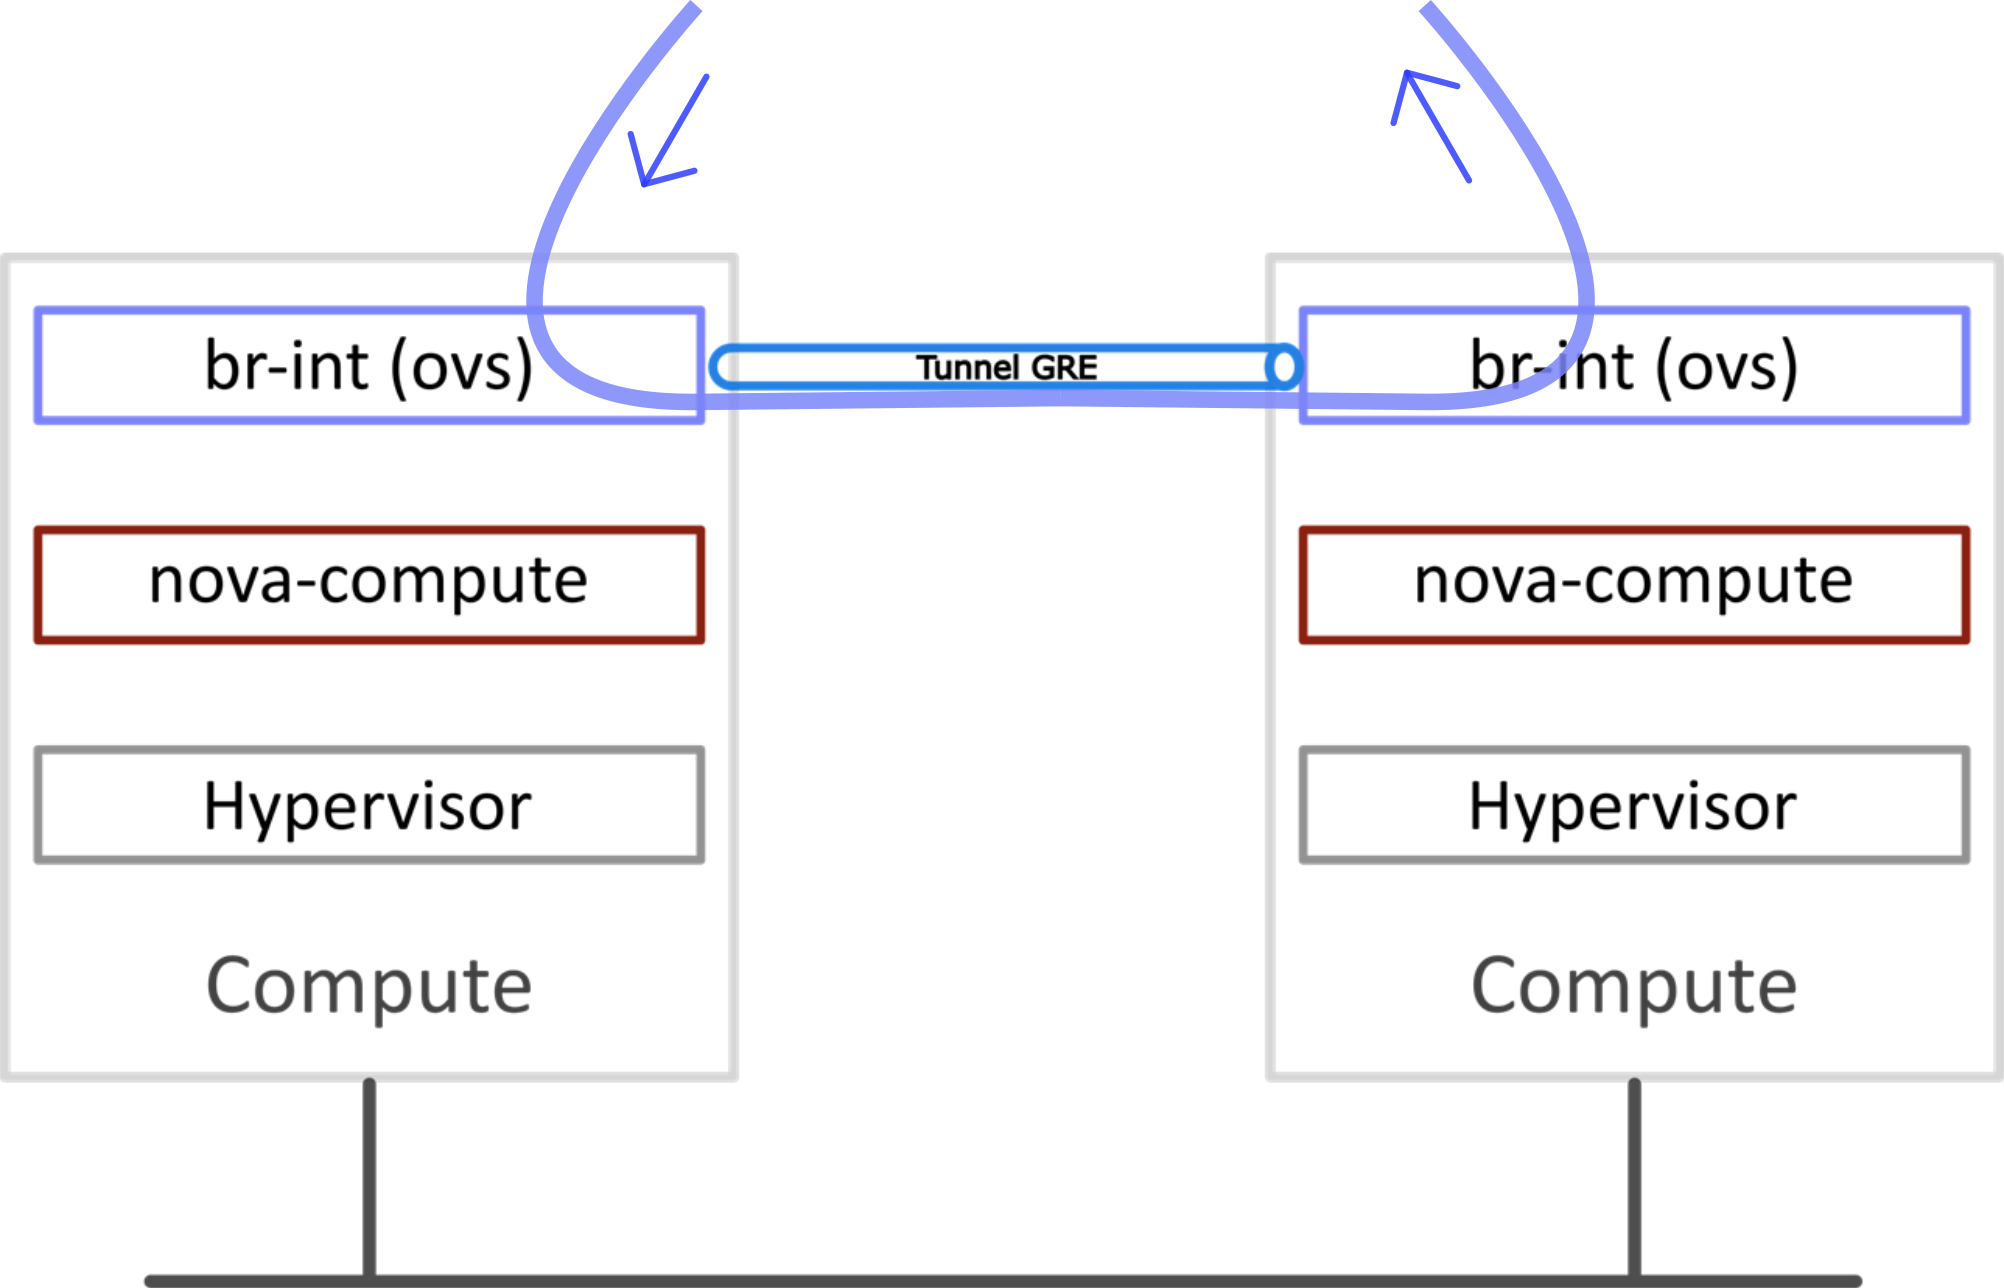 br-int (ovs)
Tunnel GRE
br-int (ovs)
nova-compute
nova-compute
Hypervisor
Hypervisor
Compute
Compute